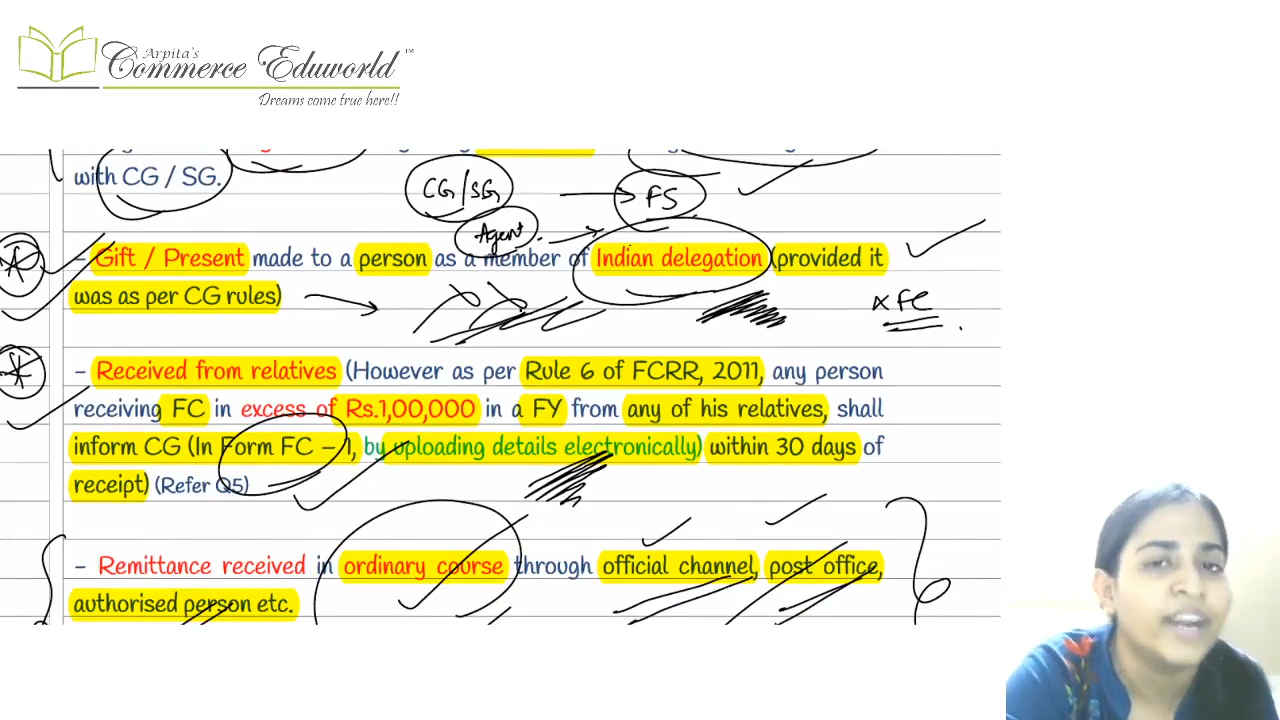 Arpita's
Commerce Eduworld™
Dreams come true here!!
with CG / SG.
CG/SG → FS
Agent
- Gift / Present made to a person as a member of Indian delegation (provided it
was as per CG rules)
x FC
- Received from relatives (However as per Rule 6 of FCRR, 2011, any person
receiving FC in excess of Rs.1,00,000 in a FY from any of his relatives, shall
inform CG (In Form FC – 1, by uploading details electronically) within 30 days of
receipt) (Refer Q5)
- Remittance received in ordinary course through official channel, post office,
authorised person etc.